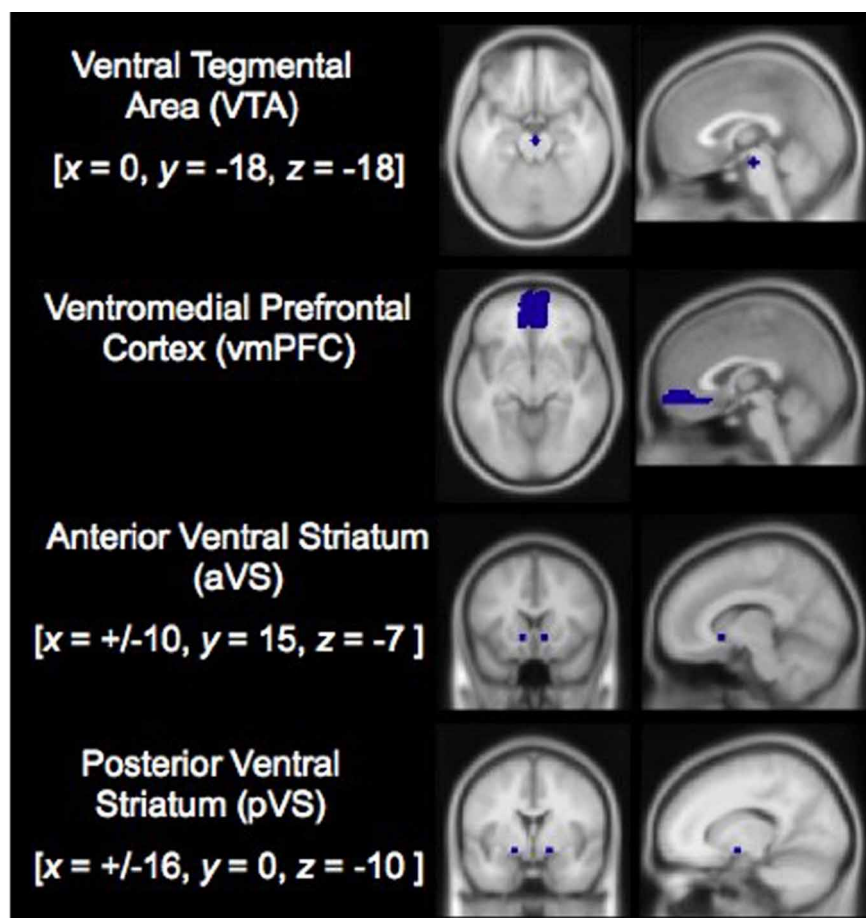 Ventral Tegmental
Area (VTA)
[x = 0, y = -18, z = -18]
Ventromedial Prefrontal
Cortex (vmPFC)
Anterior Ventral Striatum
(aVS)
[x = +/-10, y = 15, z = -7 ]
Posterior Ventral
Striatum (pVS)
[x = +/-16, y = 0, z = -10 ]